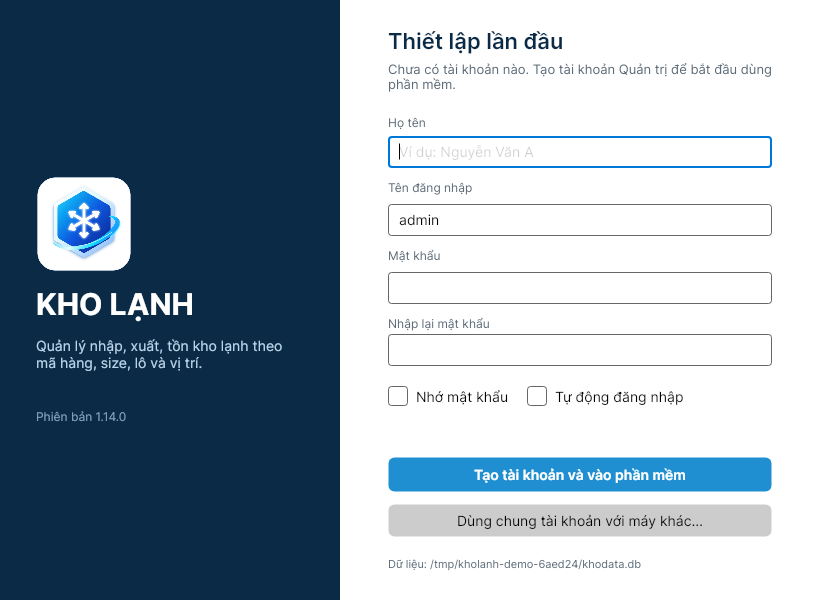 KHO LẠNH
Quản lý nhập, xuất, tồn kho lạnh theo
mã hàng, size, lô và vị trí.
Phiên bản 1.14.0
Thiết lập lần đầu
Chưa có tài khoản nào. Tạo tài khoản Quản trị để bắt đầu dùng
phần mềm.
Họ tên
Ví dụ: Nguyễn Văn A
Tên đăng nhập
admin
Mật khẩu
Nhập lại mật khẩu
Nhớ mật khẩu
Tự động đăng nhập
Tạo tài khoản và vào phần mềm
Dùng chung tài khoản với máy khác...
Dữ liệu: /tmp/kholanh-demo-6aed24/khodata.db